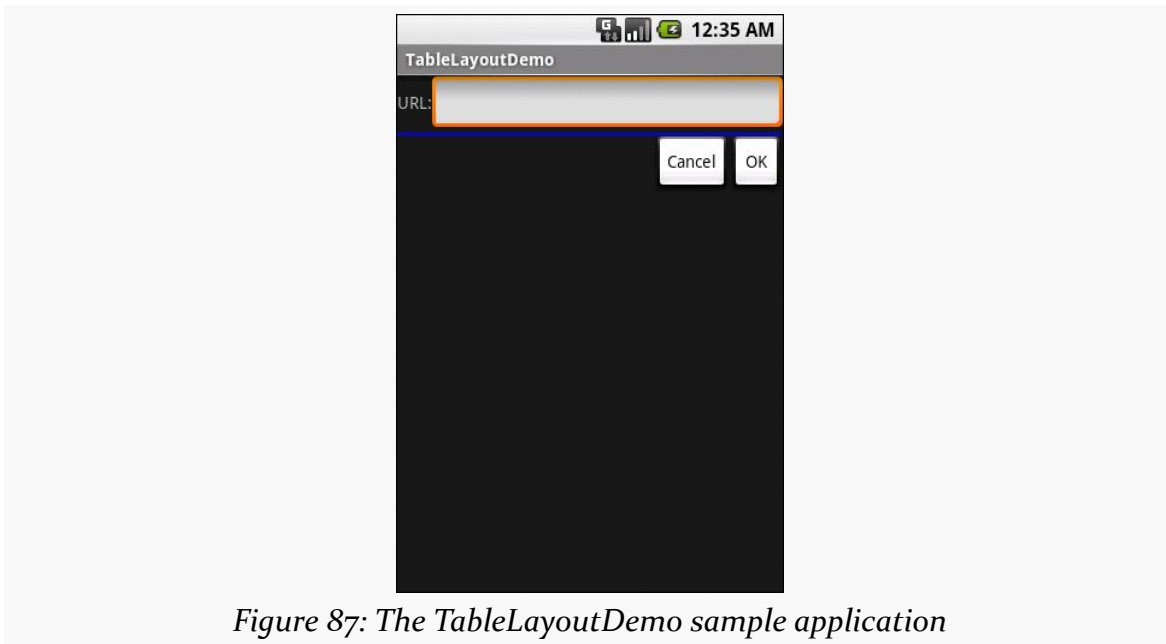 G
12:35 AM
TableLayoutDemo
URL:
Cancel
OK
Figure 87: The TableLayoutDemo sample application